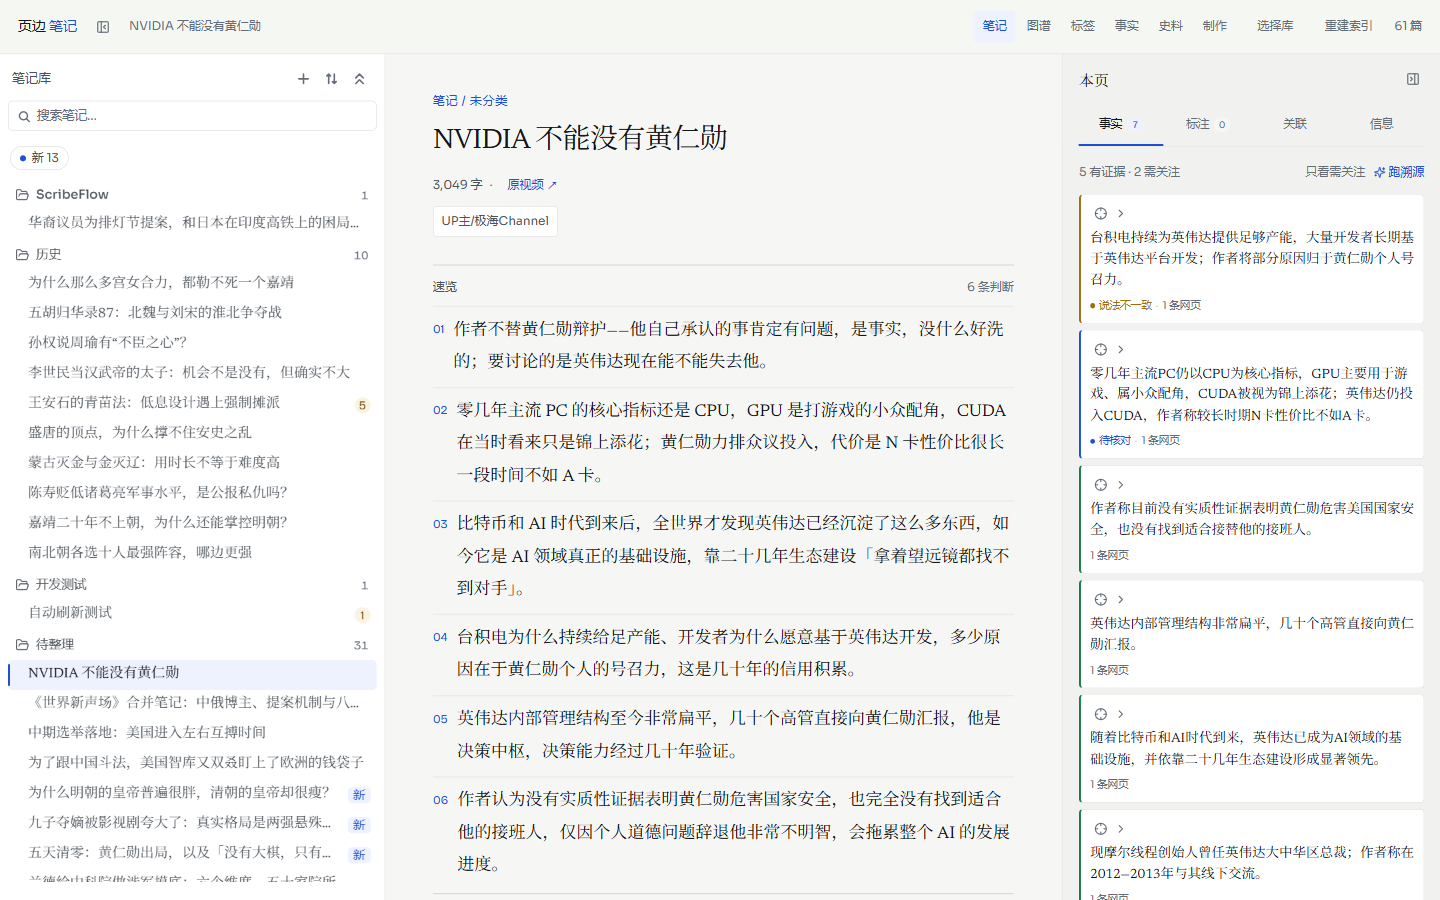 页边 笔记
NVIDIA 不能没有黄仁勋
笔记 图谱 标签 事实 史料 制作 选择库 重建索引 61 篇
笔记库
搜索笔记...
新 13
ScribeFlow 1
华裔议员为排灯节提案，和日本在印度高铁上的困局...
历史 10
为什么那么多宫女合力，都勒不死一个嘉靖
五胡归华录87：北魏与刘宋的淮北争夺战
孙权说周瑜有“不臣之心”？
李世民当汉武帝的太子：机会不是没有，但确实不大
王安石的青苗法：低息设计遇上强制摊派 5
盛唐的顶点，为什么撑不住安史之乱
蒙古灭金与金灭辽：用时长不等于难度高
陈寿贬低诸葛亮军事水平，是公报私仇吗？
嘉靖二十年不上朝，为什么还能掌控明朝？
南北朝各选十人最强阵容，哪边更强
开发测试 1
自动刷新测试 1
待整理 31
NVIDIA 不能没有黄仁勋
《世界新声场》合并笔记：中俄博主、提案机制与八...
中期选举落地：美国进入左右互搏时间
为了跟中国斗法，美国智库又双叒盯上了欧洲的钱袋子
为什么明朝的皇帝普遍很胖，清朝的皇帝却很瘦？ 新
九子夺嫡被影视剧夸大了：真实格局是两强悬殊... 新
五天清零：黄仁勋出局，以及「没有大棋，只有... 新
笔记 / 未分类
NVIDIA 不能没有黄仁勋
3,049 字 · 原视频 ↗
UP主/极海Channel
速览 6 条判断
01 作者不替黄仁勋辩护——他自己承认的事肯定有问题，是事实，没什么好洗
的；要讨论的是英伟达现在能不能失去他。
02 零几年主流 PC 的核心指标还是 CPU，GPU 是打游戏的小众配角，CUDA
在当时看来只是锦上添花；黄仁勋力排众议投入，代价是 N 卡性价比很长
一段时间不如 A 卡。
03 比特币和 AI 时代到来后，全世界才发现英伟达已经沉淀了这么多东西，如
今它是 AI 领域真正的基础设施，靠二十几年生态建设「拿着望远镜都找不
到对手」。
04 台积电为什么持续给足产能、开发者为什么愿意基于英伟达开发，多少原
因在于黄仁勋个人的号召力，这是几十年的信用积累。
05 英伟达内部管理结构至今非常扁平，几十个高管直接向黄仁勋汇报，他是
决策中枢，决策能力经过几十年验证。
06 作者认为没有实质性证据表明黄仁勋危害国家安全，也完全没有找到适合
他的接班人，仅因个人道德问题辞退他非常不明智，会拖累整个 AI 的发展
进度。
本页
事实 7 标注 0 关联 信息
5 有证据 · 2 需关注 只看需关注 跑溯源
台积电持续为英伟达提供足够产能，大量开发者长期基
于英伟达平台开发；作者将部分原因归于黄仁勋个人号
召力。
说法不一致 · 1 条网页
零几年主流PC仍以CPU为核心指标，GPU主要用于游
戏、属小众配角，CUDA被视为锦上添花；英伟达仍投
入CUDA，作者称较长时期N卡性价比不如A卡。
待核对 · 1 条网页
作者称目前没有实质性证据表明黄仁勋危害美国国家安
全，也没有找到适合接替他的接班人。
1 条网页
英伟达内部管理结构非常扁平，几十个高管直接向黄仁
勋汇报。
1 条网页
随着比特币和AI时代到来，英伟达已成为AI领域的基
础设施，并依靠二十几年生态建设形成显著领先。
1 条网页
现摩尔线程创始人曾任英伟达大中华区总裁；作者称在
2012–2013年与其线下交流。
1 条网页